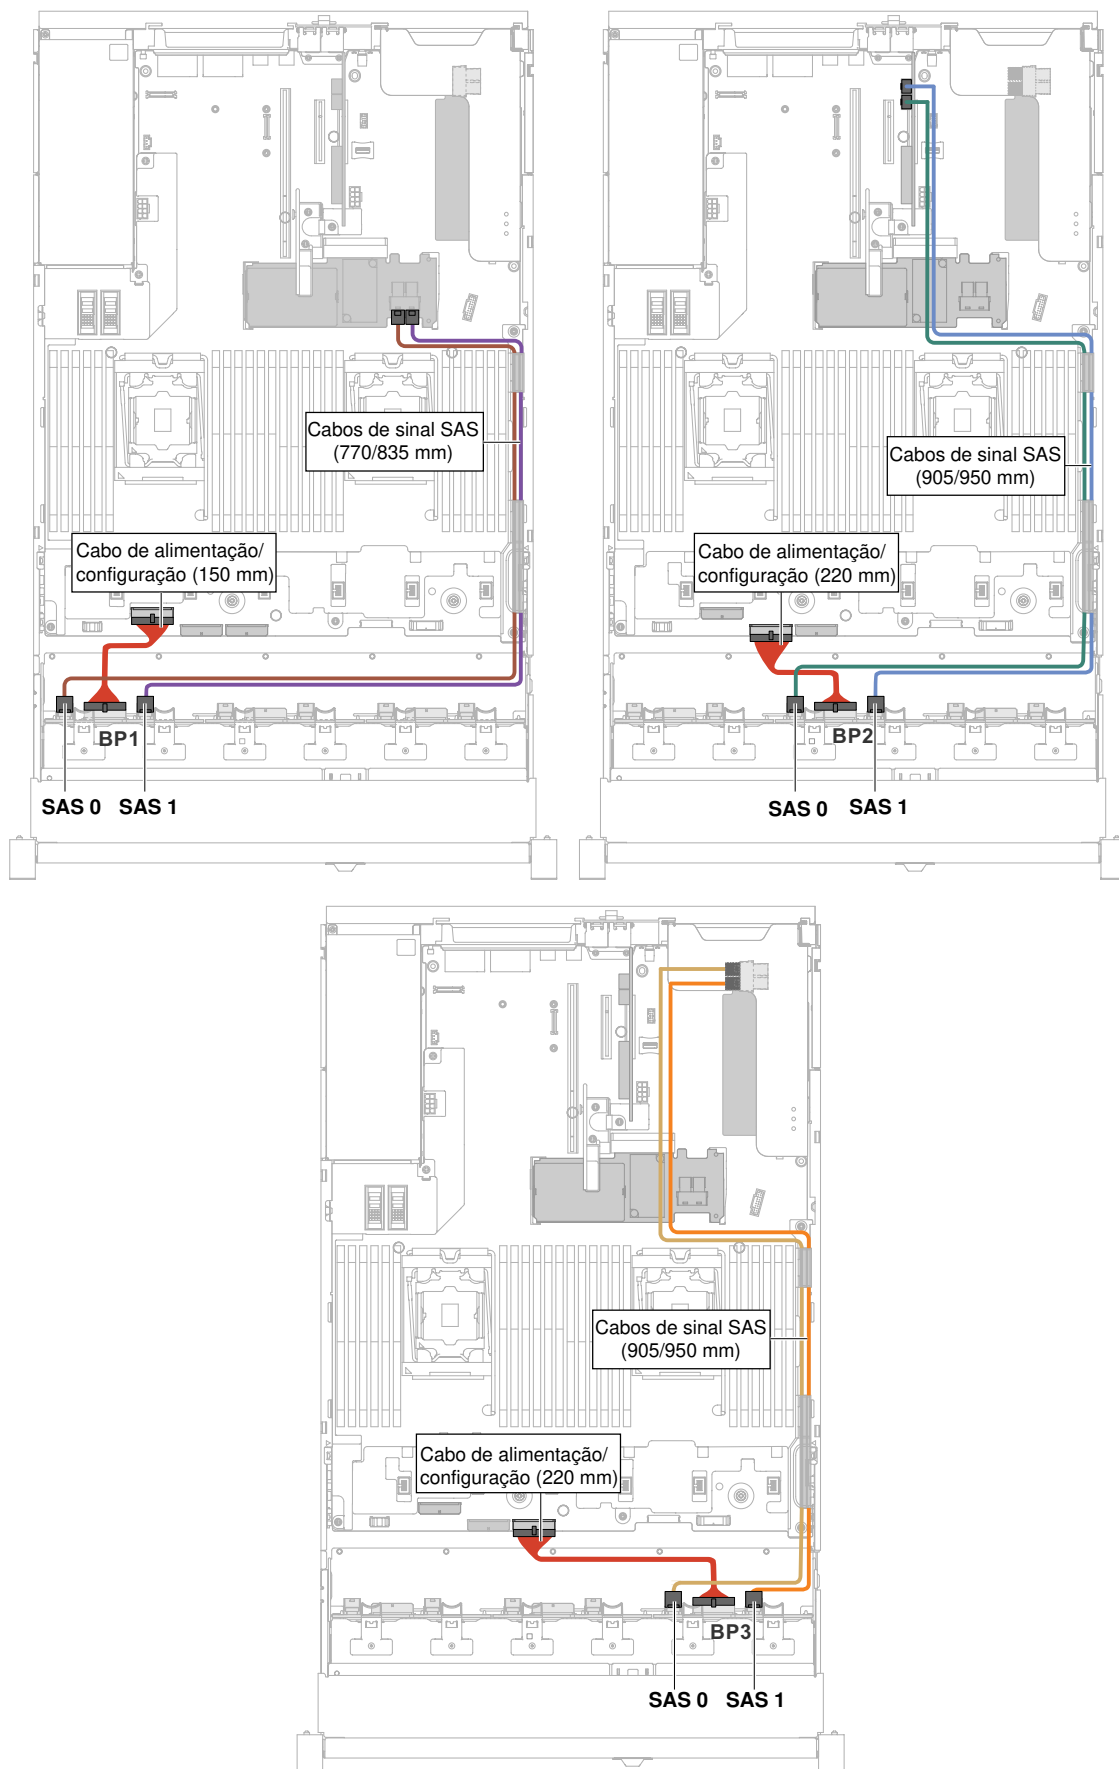 Cabos de sinal SAS
(770/835 mm)
Cabo de alimentação/
configuração (150 mm)
BP1
SAS 0 SAS 1
Cabos de sinal SAS
(905/950 mm)
Cabo de alimentação/
configuração (220 mm)
BP2
SAS 0 SAS 1
Cabos de sinal SAS
(905/950 mm)
Cabo de alimentação/
configuração (220 mm)
BP3
SAS 0 SAS 1